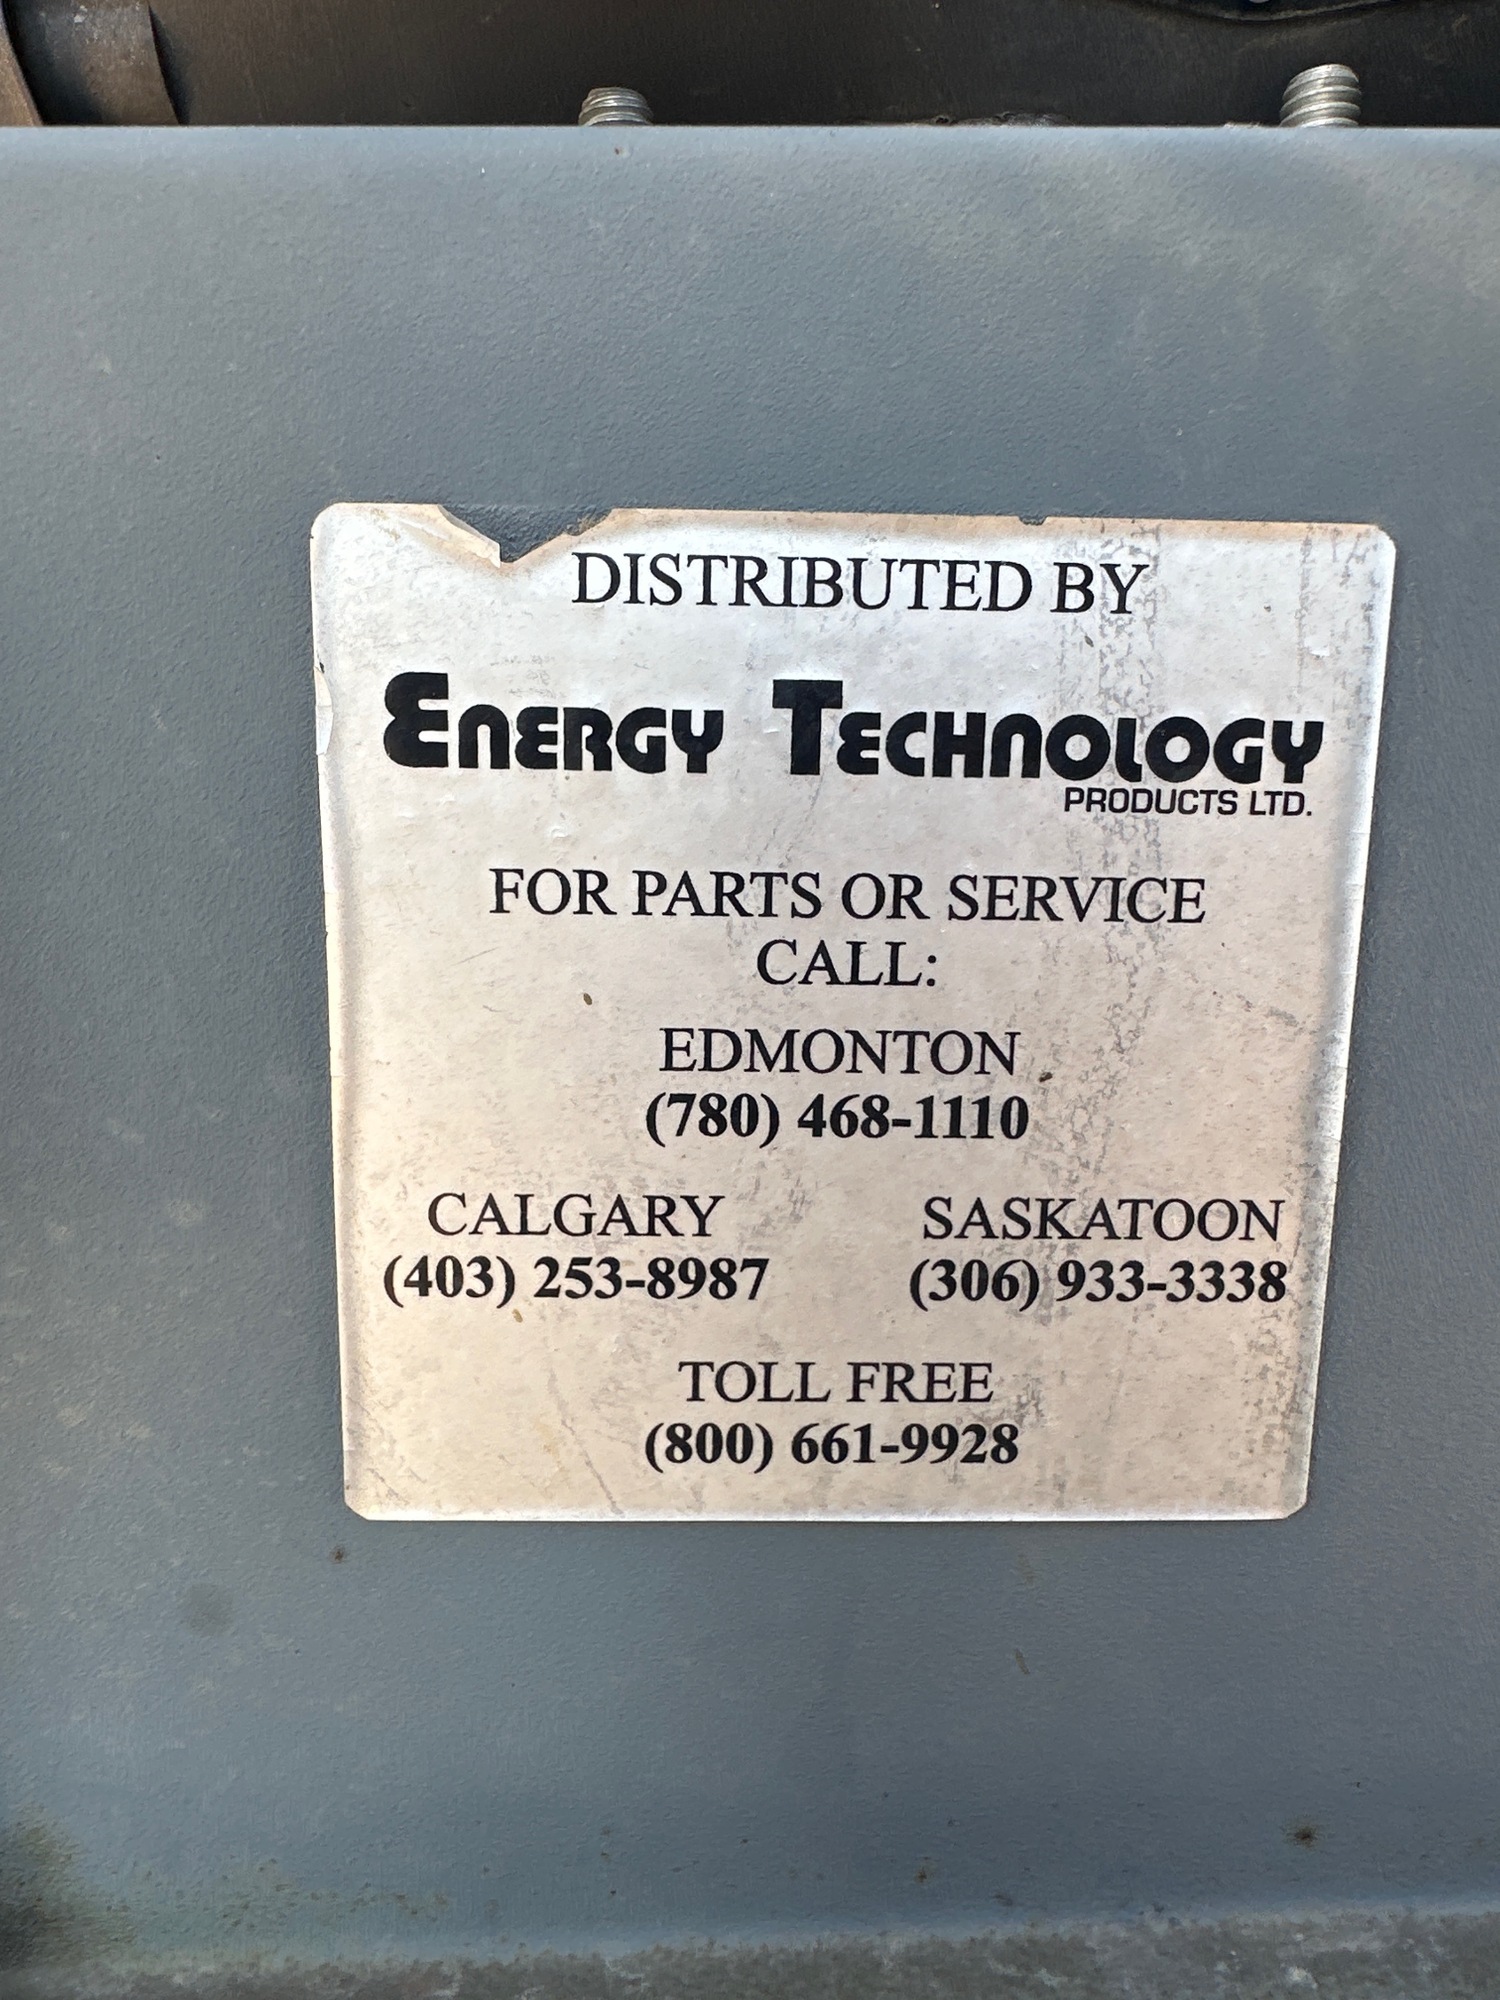 DISTRIBUTED BY
ENERGY TECHNOLOGY
PRODUCTS LTD.
FOR PARTS OR SERVICE
CALL:
EDMONTON
(780) 468-1110
CALGARY SASKATOON
(403) 253-8987 (306) 933-3338
TOLL FREE
(800) 661-9928